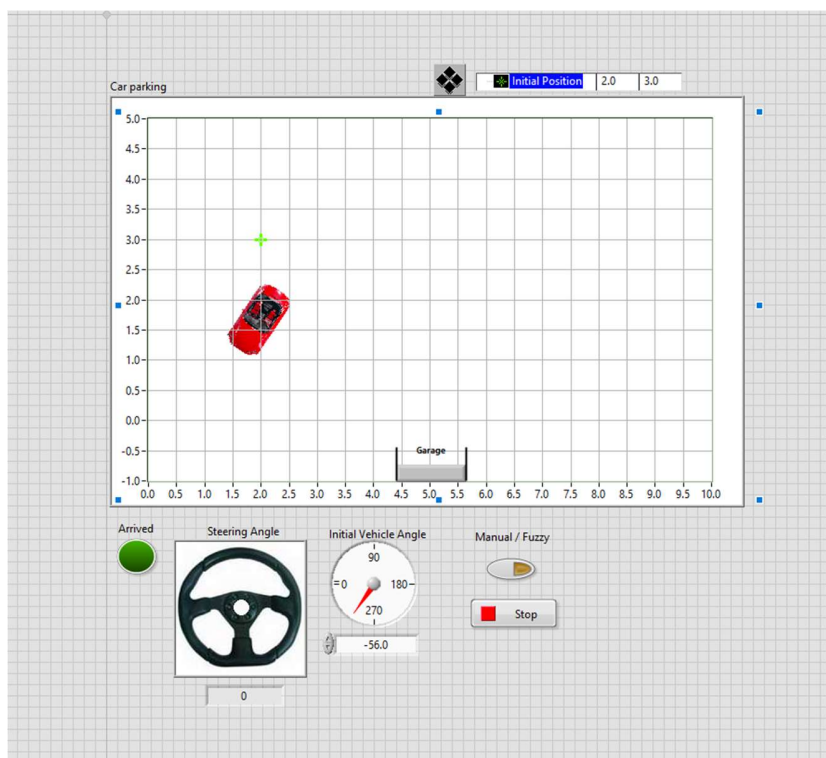 Initial Position 2.0 3.0
Car parking
5.0
4.5
4.0
3.5
3.0
2.5
2.0
1.5
1.0
0.5
0.0
-0.5
-1.0
Garage
0.0 0.5 1.0 1.5 2.0 2.5 3.0 3.5 4.0 4.5 5.0 5.5 6.0 6.5 7.0 7.5 8.0 8.5 9.0 9.5 10.0
Arrived
Steering Angle
Initial Vehicle Angle
Manual / Fuzzy
90
0 180
270
Stop
-56.0
0